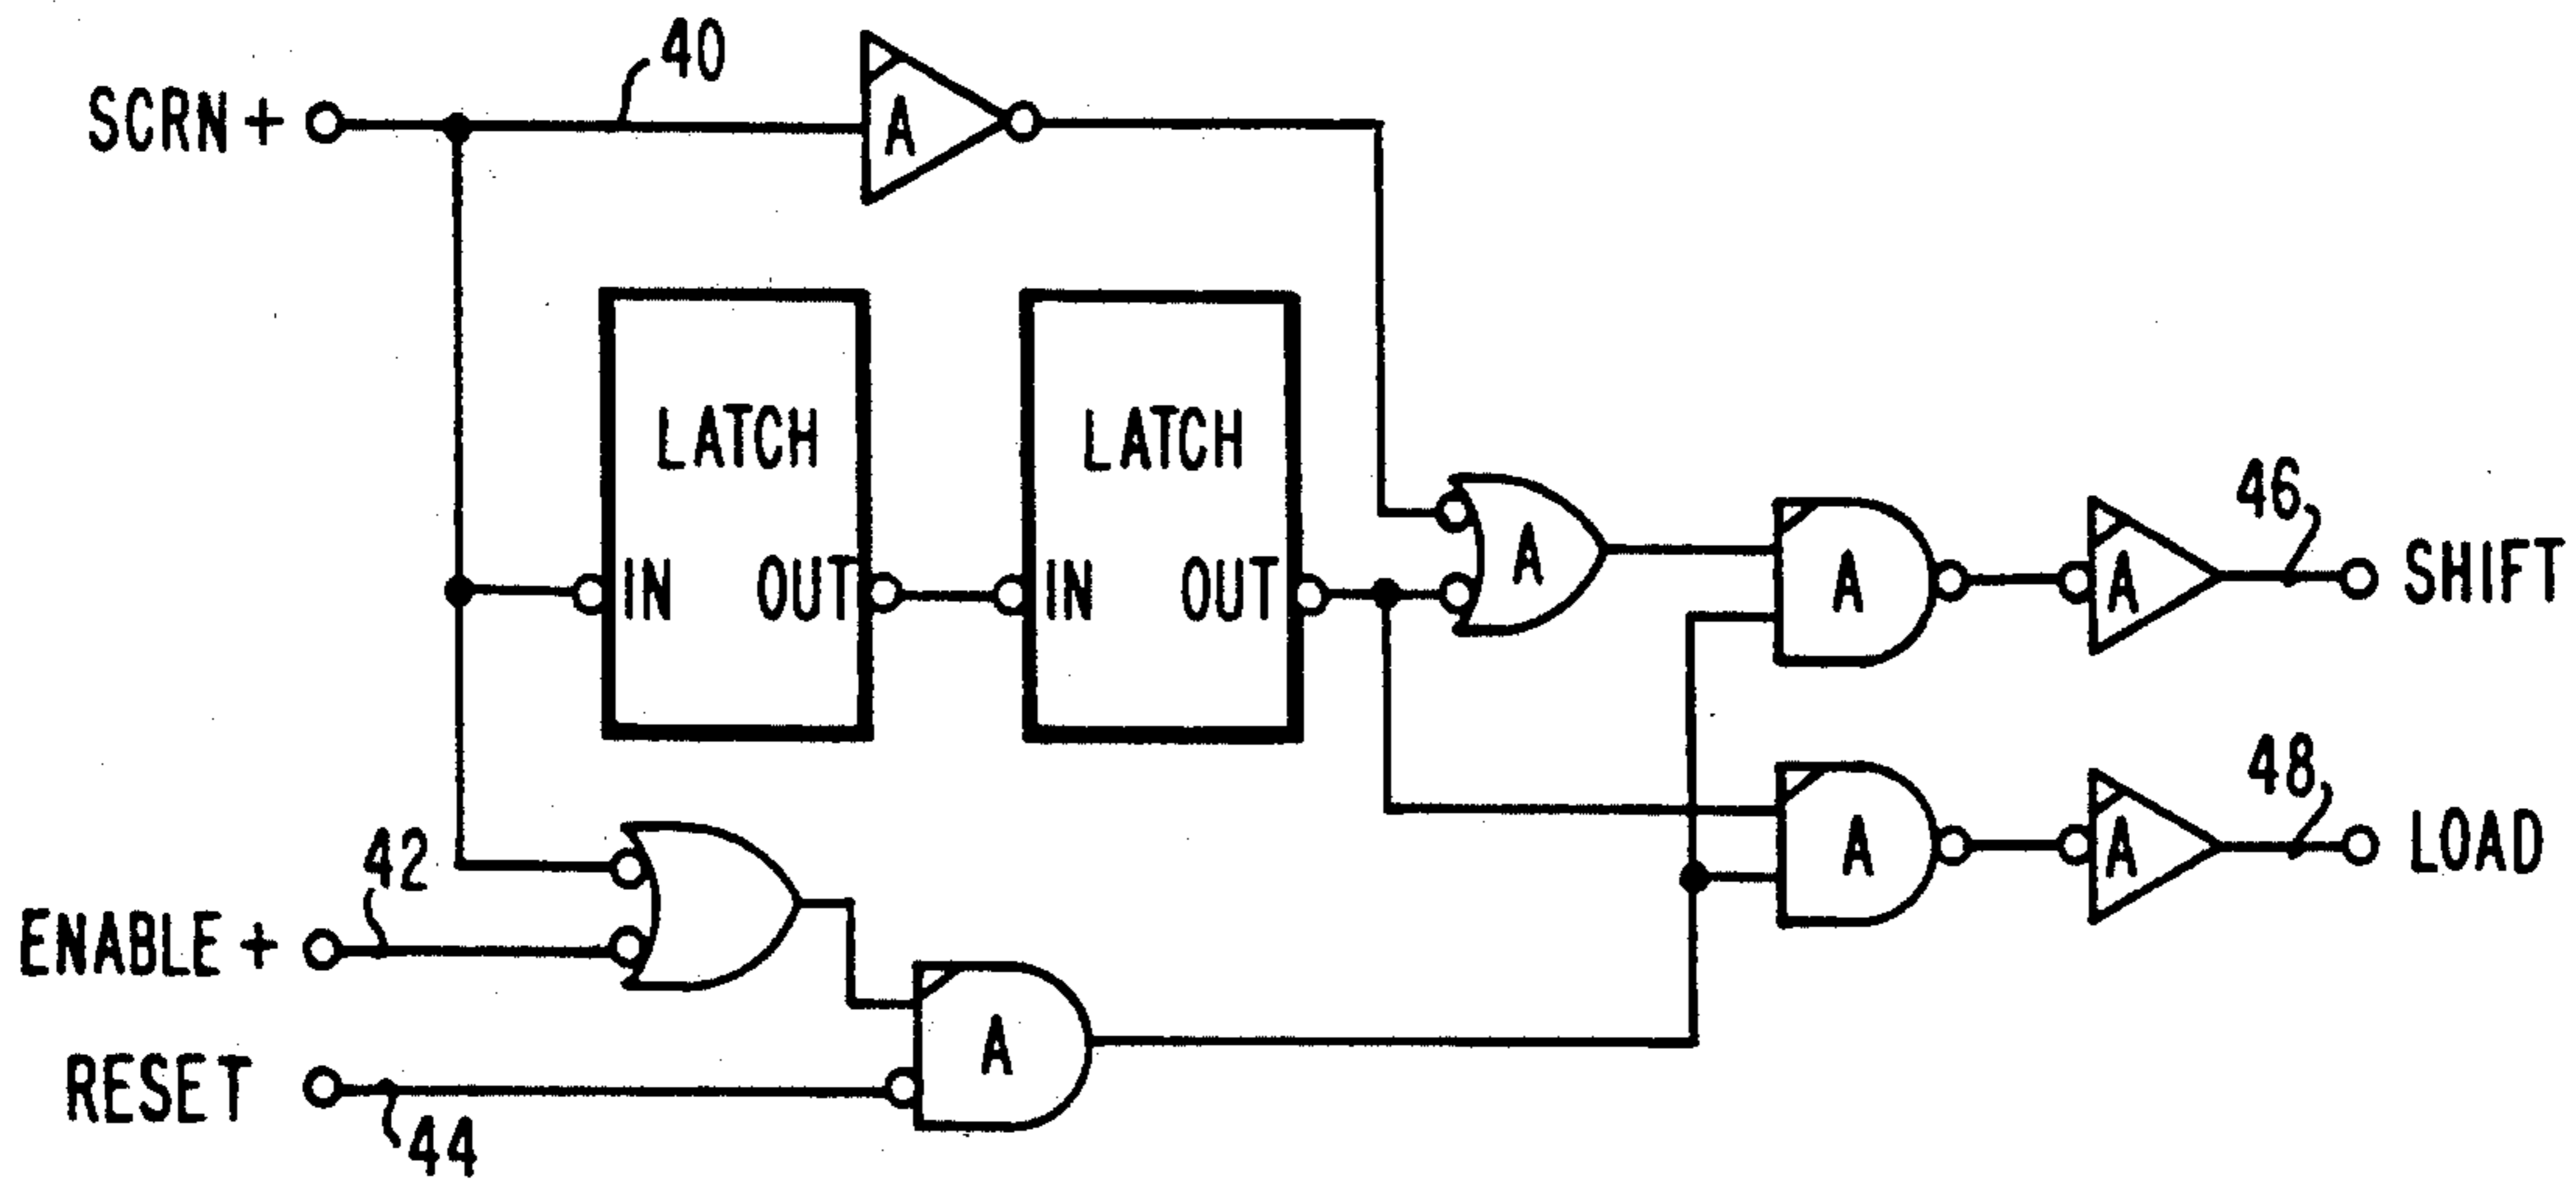 40
SCRN +
A
LATCH
LATCH
IN
OUT
IN
OUT
A
A
A
46
SHIFT
A
A
48
LOAD
42
ENABLE +
A
RESET
44